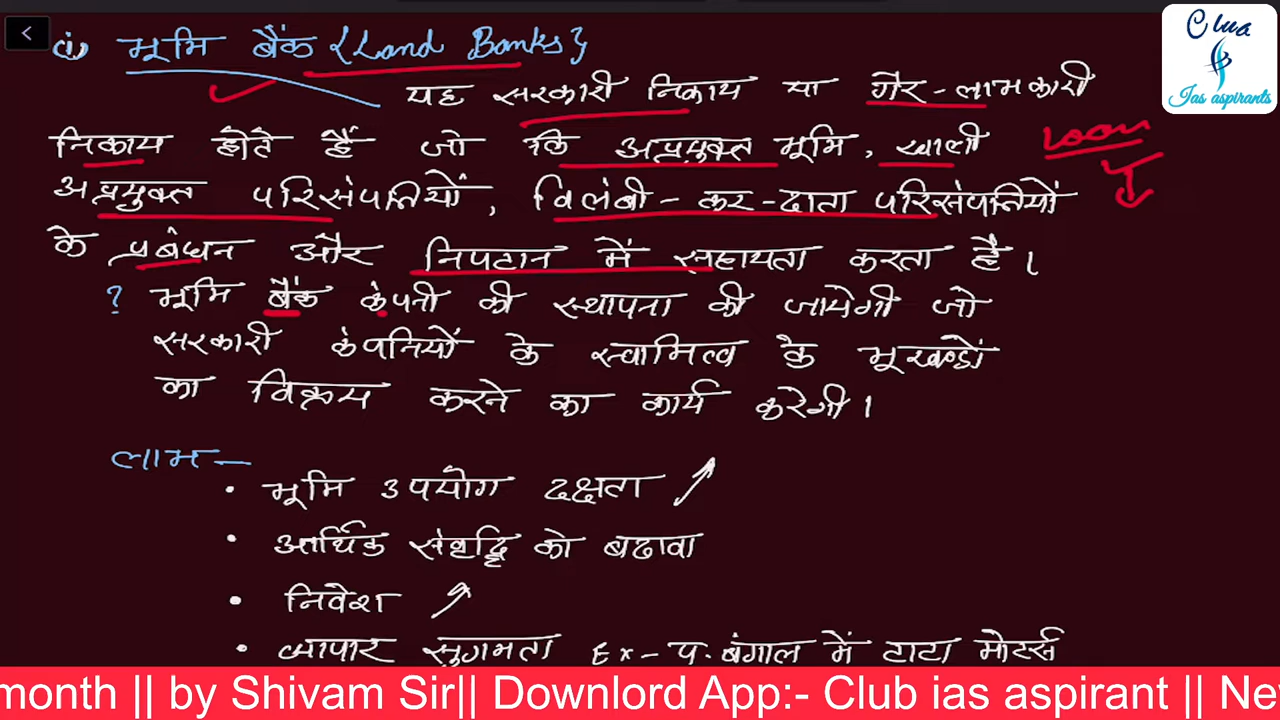 (i) भूमि बैंक {Land Banks}
यह सरकारी निकाय या गैर-लाभकारी
निकाय होते हैं जो कि अप्रयुक्त भूमि, खाली
loan
अप्रयुक्त परिसंपत्तियों, विलंबी-कर-दाता परिसंपत्तियों
के प्रबंधन और निपटान में सहायता करता है।
? भूमि बैंक कंपनी की स्थापना की जायेगी जो
सरकारी कंपनियों के स्वामित्व के भूखण्डों
का विक्रय करने का कार्य करेगी।
लाभ-
• भूमि उपयोग दक्षता ↑
• आर्थिक संवृद्धि को बढावा
• निवेश ↑
• व्यापार सुगमता Ex- प. बंगाल में टाटा मोटर्स
Clua
Ias aspirants
month || by Shivam Sir|| Downlord App:- Club ias aspirant || Ne